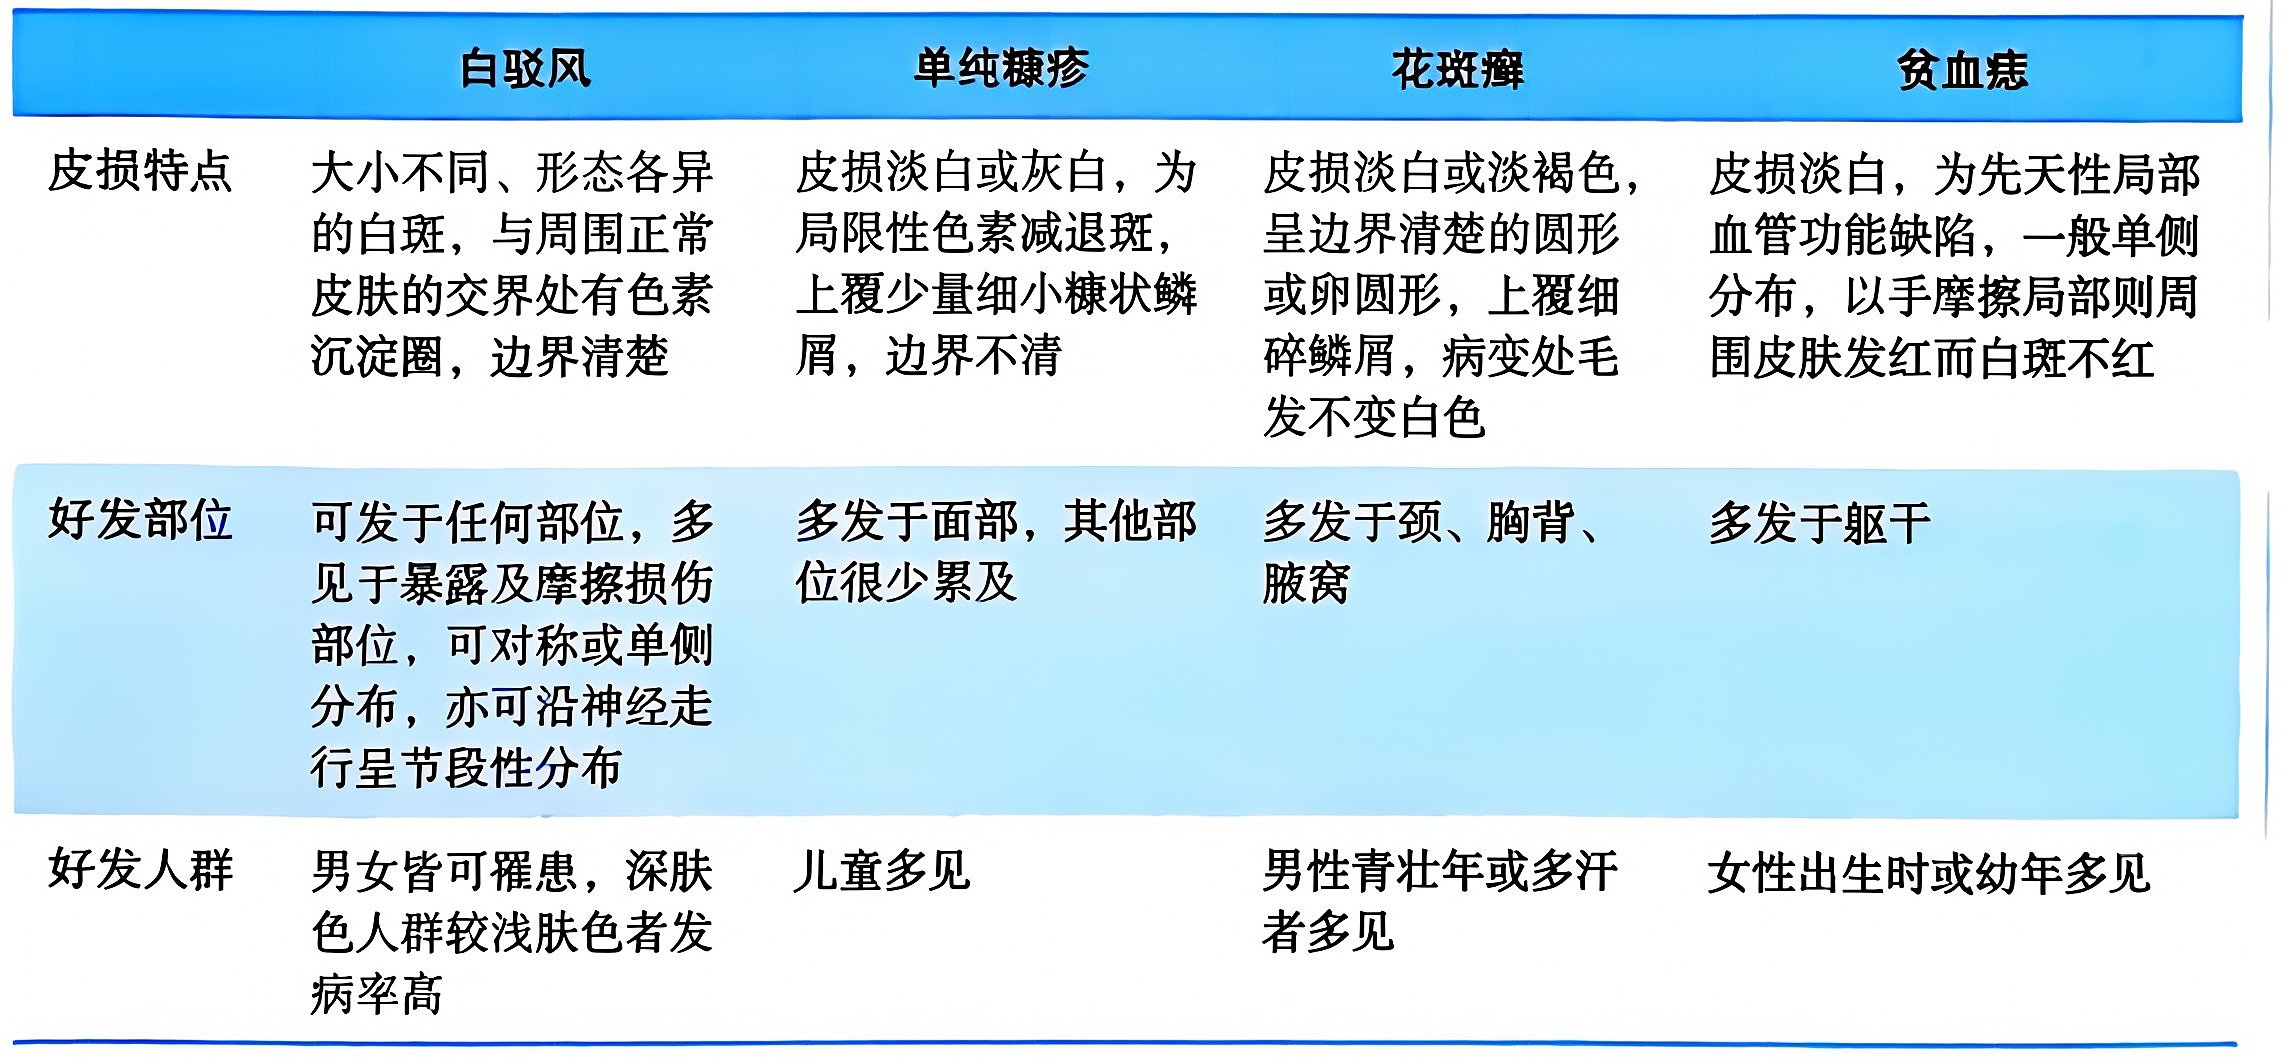 白驳风 单纯糠疹 花斑癣 贫血痣
皮损特点
大小不同、形态各异
的白斑，与周围正常
皮肤的交界处有色素
沉淀圈，边界清楚
皮损淡白或灰白，为
局限性色素减退斑，
上覆少量细小糠状鳞
屑，边界不清
皮损淡白或淡褐色，
呈边界清楚的圆形
或卵圆形，上覆细
碎鳞屑，病变处毛
发不变白色
皮损淡白，为先天性局部
血管功能缺陷，一般单侧
分布，以手摩擦局部则周
围皮肤发红而白斑不红
好发部位
可发于任何部位，多
见于暴露及摩擦损伤
部位，可对称或单侧
分布，亦可沿神经走
行呈节段性分布
多发于面部，其他部
位很少累及
多发于颈、胸背、
腋窝
多发于躯干
好发人群
男女皆可罹患，深肤
色人群较浅肤色者发
病率高
儿童多见
男性青壮年或多汗
者多见
女性出生时或幼年多见